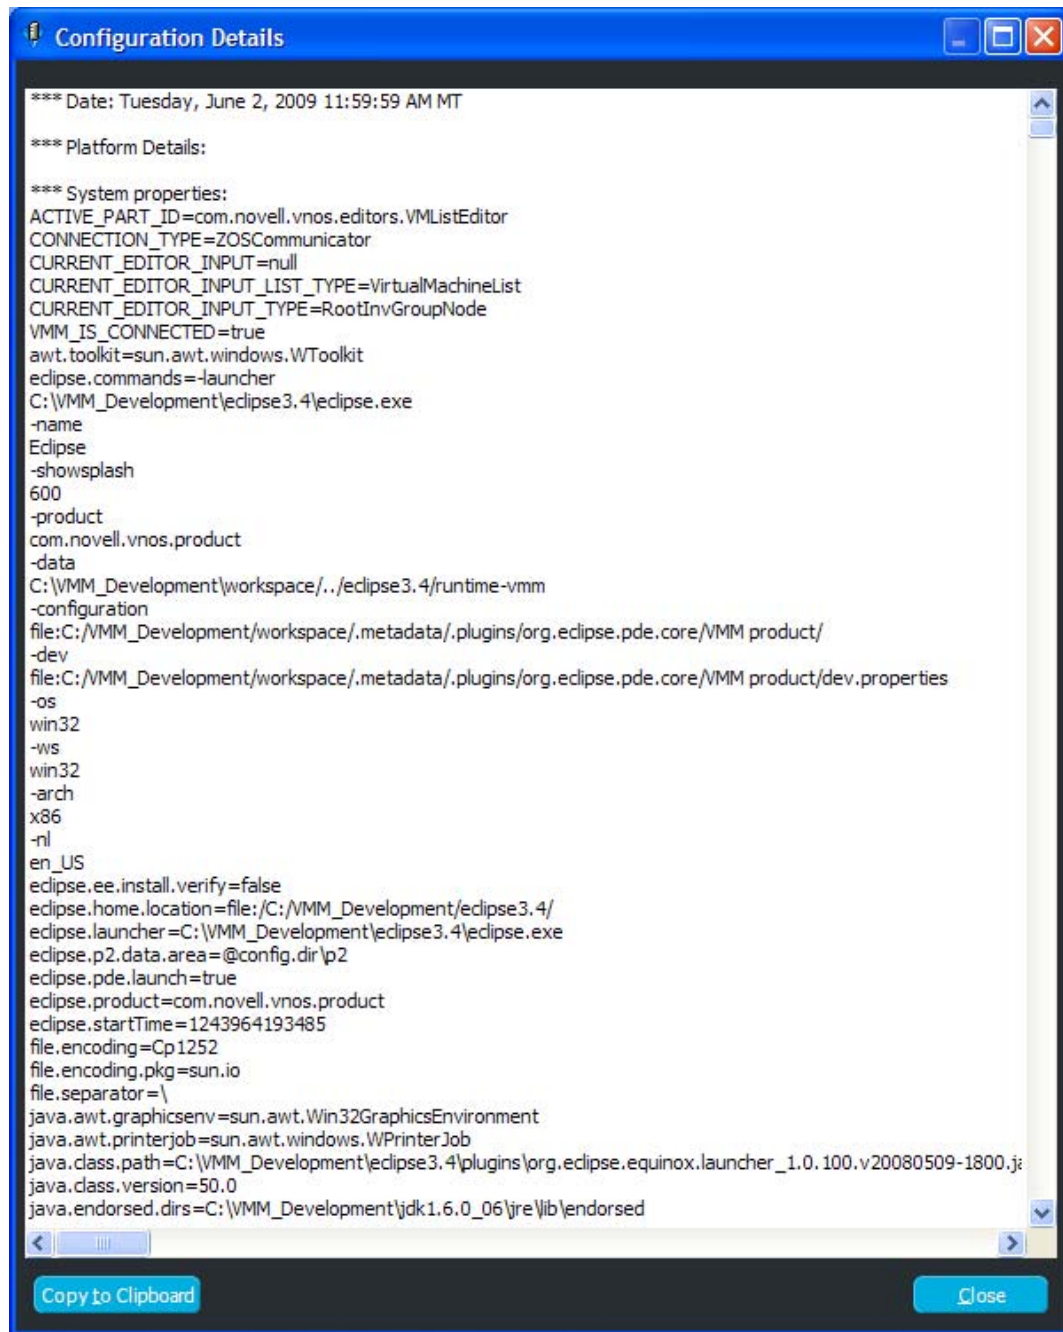 Configuration Details
*** Date: Tuesday, June 2, 2009 11:59:59 AM MT
*** Platform Details:
*** System properties:
ACTIVE_PART_ID=com.novell.vnos.editors.VMListEditor
CONNECTION_TYPE=ZOSCommunicator
CURRENT_EDITOR_INPUT=null
CURRENT_EDITOR_INPUT_LIST_TYPE=VirtualMachineList
CURRENT_EDITOR_INPUT_TYPE=RootInvGroupNode
VMM_IS_CONNECTED=true
awt.toolkit=sun.awt.windows.WToolkit
eclipse.commands=-launcher
C:\VMM_Development\eclipse3.4\eclipse.exe
-name
Eclipse
-showsplash
600
-product
com.novell.vnos.product
-data
C:\VMM_Development\workspace/../eclipse3.4/runtime-vmm
-configuration
file:C:/VMM_Development/workspace/.metadata/.plugins/org.eclipse.pde.core/VMM product/
-dev
file:C:/VMM_Development/workspace/.metadata/.plugins/org.eclipse.pde.core/VMM product/dev.properties
-os
win32
-ws
win32
-arch
x86
-nl
en_US
eclipse.ee.install.verify=false
eclipse.home.location=file:/C:/VMM_Development/eclipse3.4/
eclipse.launcher=C:\VMM_Development\eclipse3.4\eclipse.exe
eclipse.p2.data.area=@config.dir\p2
eclipse.pde.launch=true
eclipse.product=com.novell.vnos.product
eclipse.startTime=1243964193485
file.encoding=Cp1252
file.encoding.pkg=sun.io
file.separator=\
java.awt.graphicsenv=sun.awt.Win32GraphicsEnvironment
java.awt.printerjob=sun.awt.windows.WPrinterJob
java.class.path=C:\VMM_Development\eclipse3.4\plugins\org.eclipse.equinox.launcher_1.0.100.v20080509-1800.ja
java.class.version=50.0
java.endorsed.dirs=C:\VMM_Development\jdk1.6.0_06\jre\lib\endorsed
Copy to Clipboard
Close